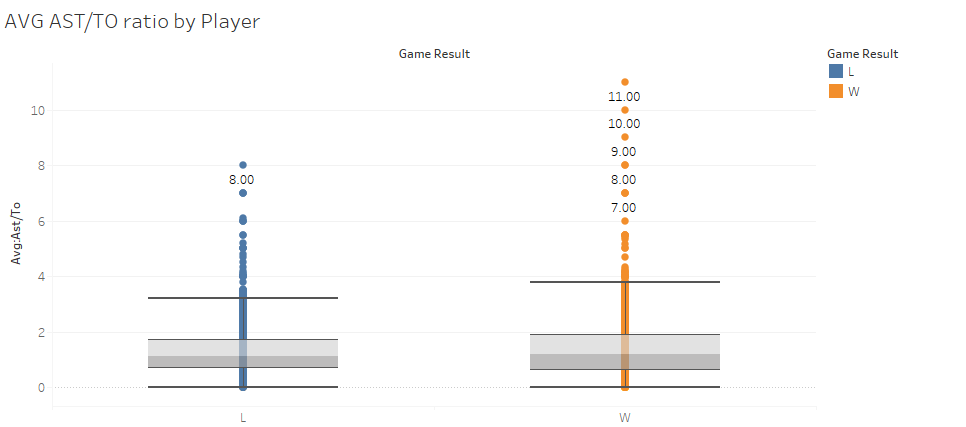 AVG AST/TO ratio by Player
Game Result
Game Result
L
W
Avg:Ast/To
10
8
6
4
2
0
8.00
11.00
10.00
9.00
8.00
7.00
L
W